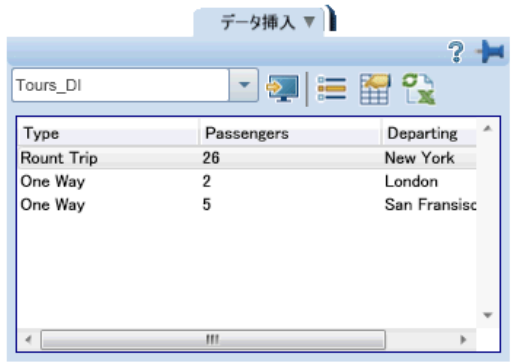 データ挿入
Tours_DI
Type Passengers Departing
Rount Trip 26 New York
One Way 2 London
One Way 5 San Fransisc